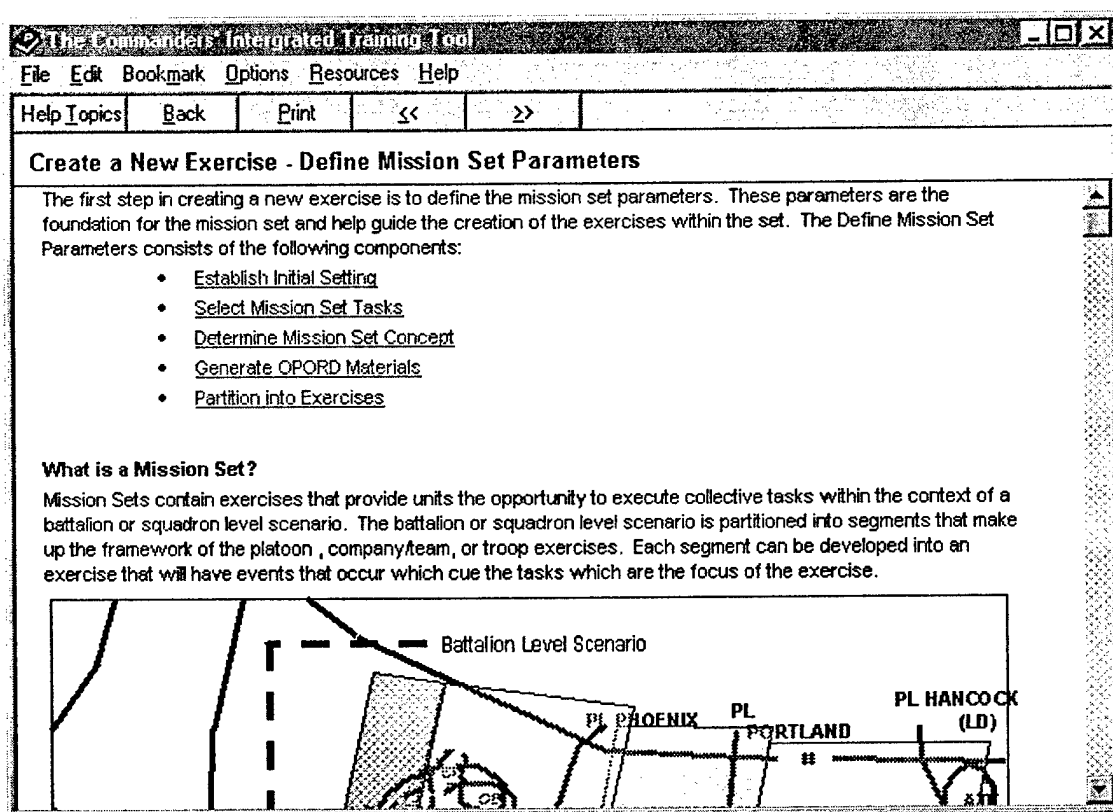 The Commanders' Intergrated Training Tool
File Edit Bookmark Options Resources Help
Help Topics Back Print << >>
Create a New Exercise - Define Mission Set Parameters
The first step in creating a new exercise is to define the mission set parameters. These parameters are the
foundation for the mission set and help guide the creation of the exercises within the set. The Define Mission Set
Parameters consists of the following components:
• Establish Initial Setting
• Select Mission Set Tasks
• Determine Mission Set Concept
• Generate OPORD Materials
• Partition into Exercises
What is a Mission Set?
Mission Sets contain exercises that provide units the opportunity to execute collective tasks within the context of a
battalion or squadron level scenario. The battalion or squadron level scenario is partitioned into segments that make
up the framework of the platoon , company/team, or troop exercises. Each segment can be developed into an
exercise that will have events that occur which cue the tasks which are the focus of the exercise.
Battalion Level Scenario
PL PHOENIX
PL
PORTLAND
PL HANCOCK
(LD)